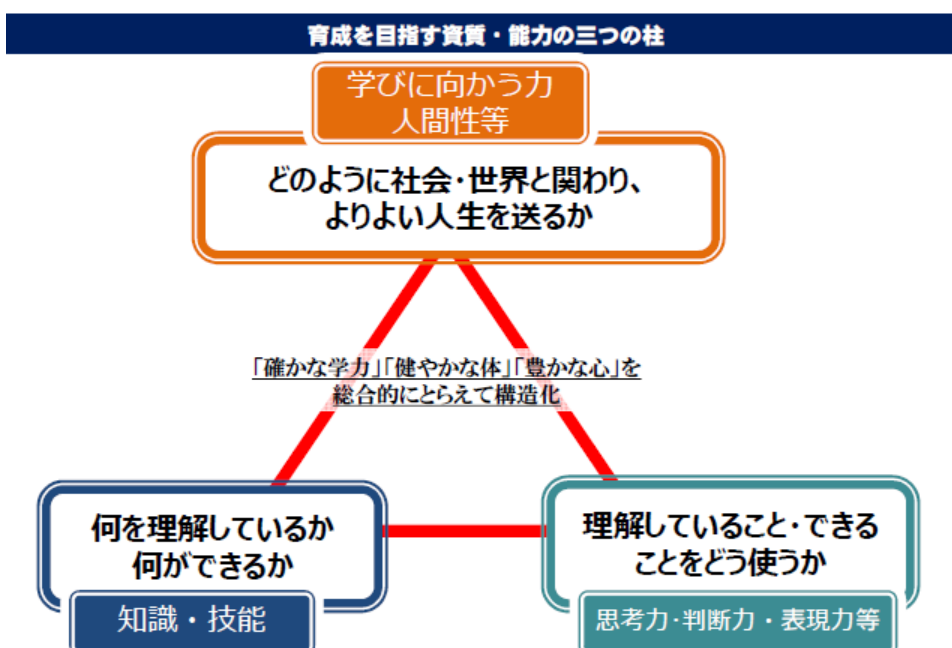 育成を目指す資質・能力の三つの柱
学びに向かう力
人間性等
どのように社会・世界と関わり、
よりよい人生を送るか
「確かな学力」「健やかな体」「豊かな心」を
総合的にとらえて構造化
何を理解しているか
何ができるか
知識・技能
理解していること・できる
ことをどう使うか
思考力・判断力・表現力等